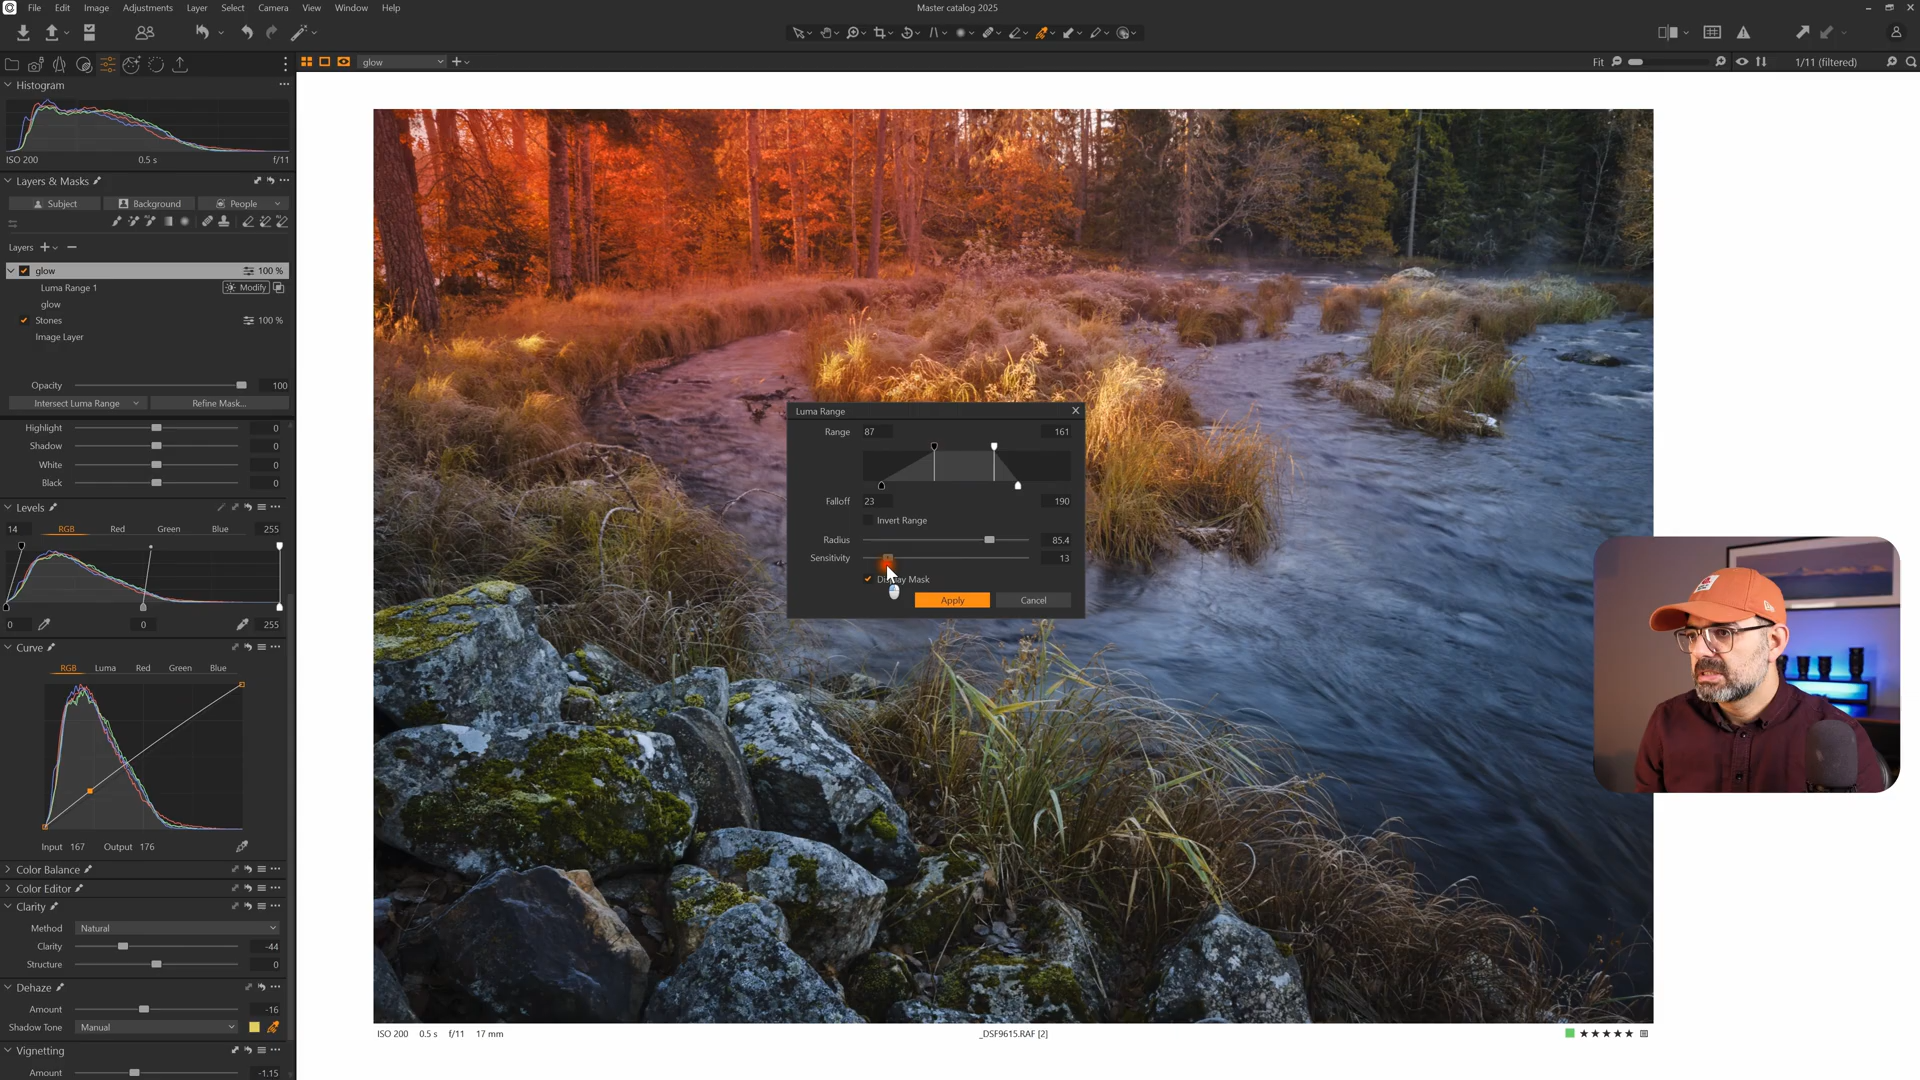 File Edit Image Adjustments Layer Select Camera View Window Help
Master catalog 2025
glow
Fit
1/11 (filtered)
Histogram
ISO 200 0.5 s f/11
Layers & Masks
Subject Background People
Layers
glow 100 %
Luma Range 1 Modify
glow
Stones 100 %
Image Layer
Opacity 100
Intersect Luma Range Refine Mask...
Highlight 0
Shadow 0
White 0
Black 0
Levels
14 RGB Red Green Blue 255
0 0 255
Curve
RGB Luma Red Green Blue
Input 167 Output 176
Color Balance
Color Editor
Clarity
Method Natural
Clarity -44
Structure 0
Dehaze
Amount -16
Shadow Tone Manual
Vignetting
Amount -1.15
Luma Range
Range 87 161
Falloff 23 190
Invert Range
Radius 85.4
Sensitivity 13
Display Mask
Apply Cancel
ISO 200 0.5 s f/11 17 mm
_DSF9615.RAF [2]